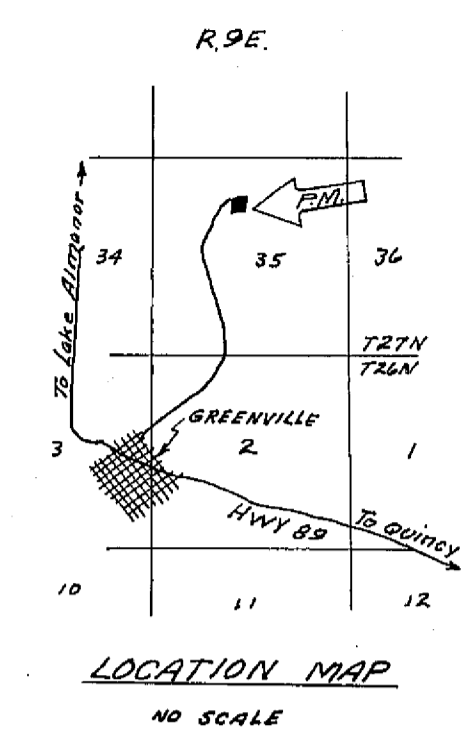 R.9E.
P.M.
34
35
36
To Lake Almanor
T27N
T26N
GREENVILLE
3
2
1
HWY 89
To Quincy
10
11
12
LOCATION MAP
NO SCALE